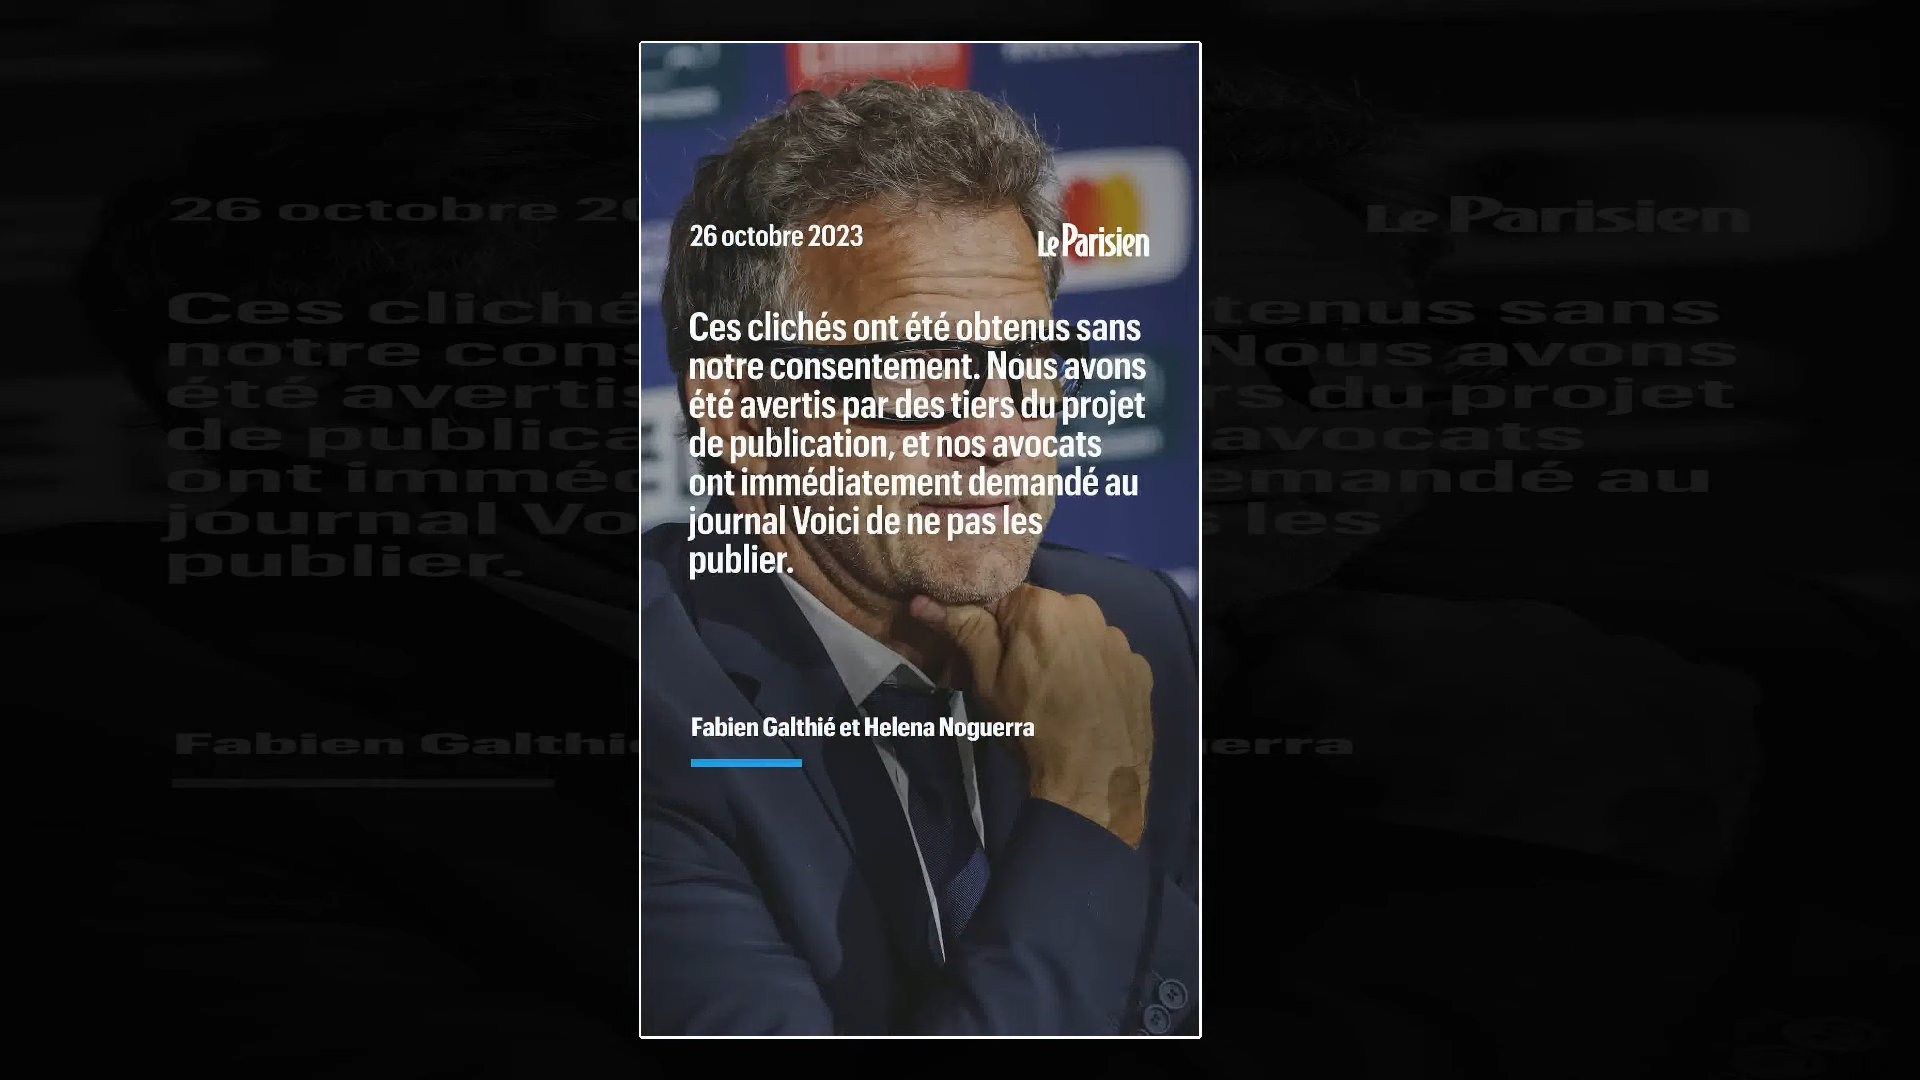 26 octobre 2023
Le Parisien
Ces clichés ont été obtenus sans
notre consentement. Nous avons
été avertis par des tiers du projet
de publication, et nos avocats
ont immédiatement demandé au
journal Voici de ne pas les
publier.
Fabien Galthié et Helena Noguerra